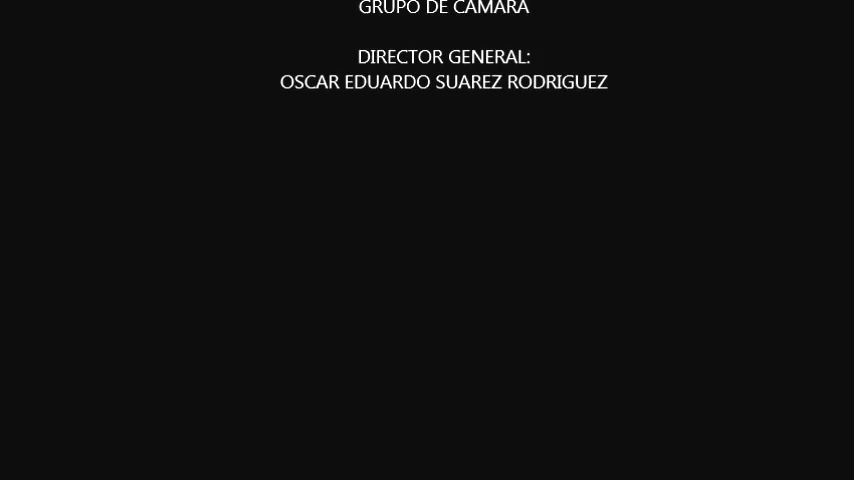 GRUPO DE CAMARA
DIRECTOR GENERAL:
OSCAR EDUARDO SUAREZ RODRIGUEZ